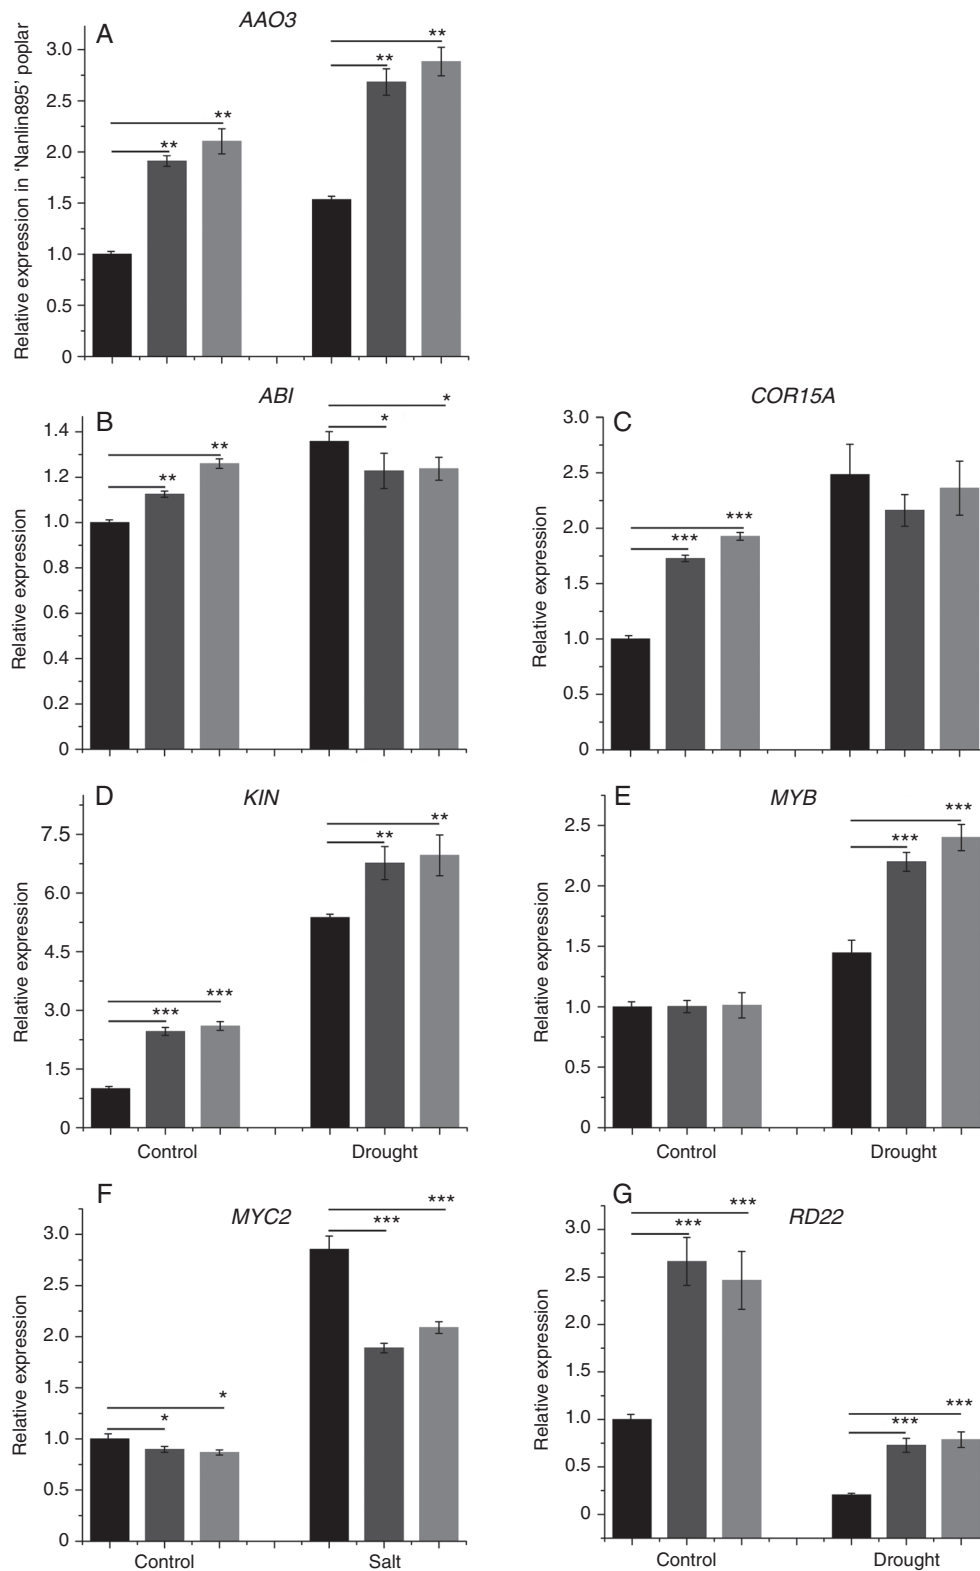 A
AAO3
Relative expression in ‘Nanlin895’ poplar
3.0
2.5
2.0
1.5
1.0
0.5
0
** ** ** **
B
ABI
Relative expression
1.4
1.2
1.0
0.8
0.6
0.4
0.2
0
** ** * *
C
COR15A
Relative expression
3.0
2.5
2.0
1.5
1.0
0.5
0
*** ***
D
KIN
Relative expression
7.5
6.0
4.5
3.0
1.5
0
*** *** ** **
Control Drought
E
MYB
Relative expression
2.5
2.0
1.5
1.0
0.5
0
*** ***
Control Drought
F
MYC2
Relative expression
3.0
2.5
2.0
1.5
1.0
0.5
0
* * *** ***
Control Salt
G
RD22
Relative expression
3.0
2.5
2.0
1.5
1.0
0.5
0
*** *** *** ***
Control Drought